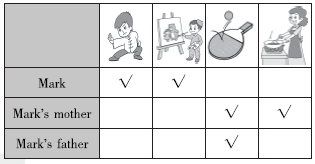 Mark √ √
Mark's mother √ √
Mark's father √